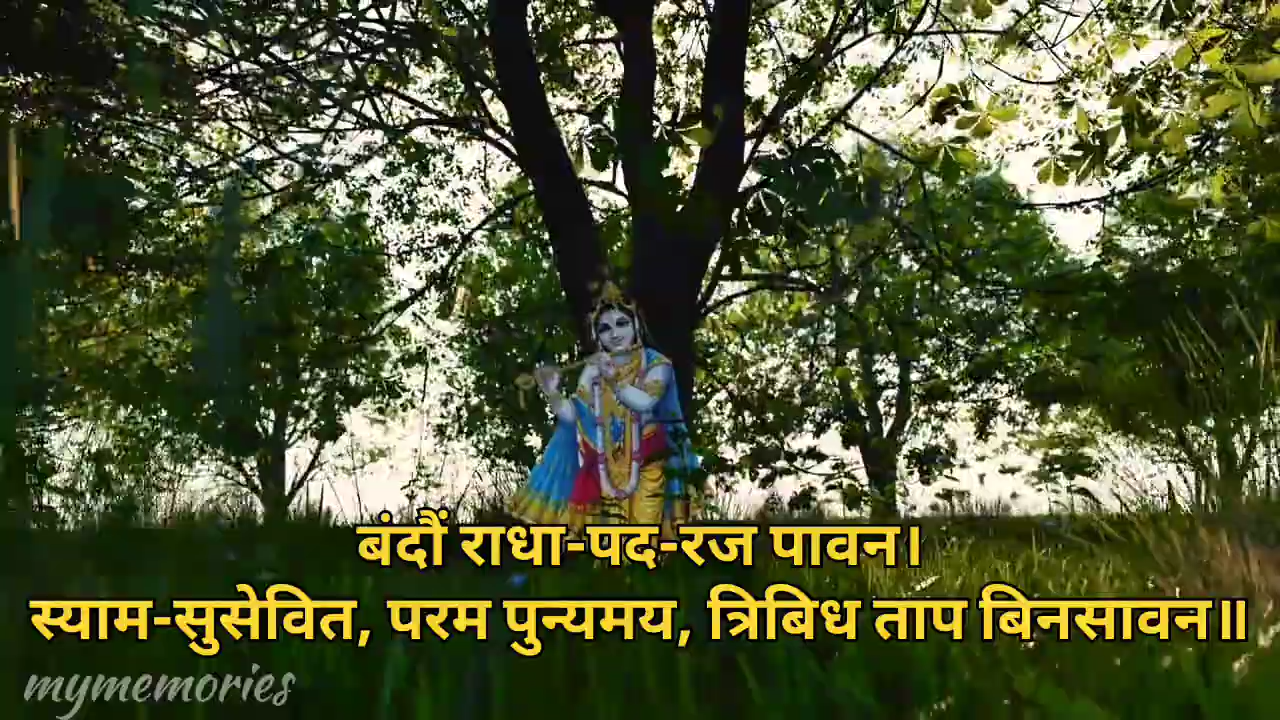 बंदौं राधा-पद-रज पावन।
स्याम-सुसेवित, परम पुन्यमय, त्रिबिध ताप बिनसावन॥
mymemories